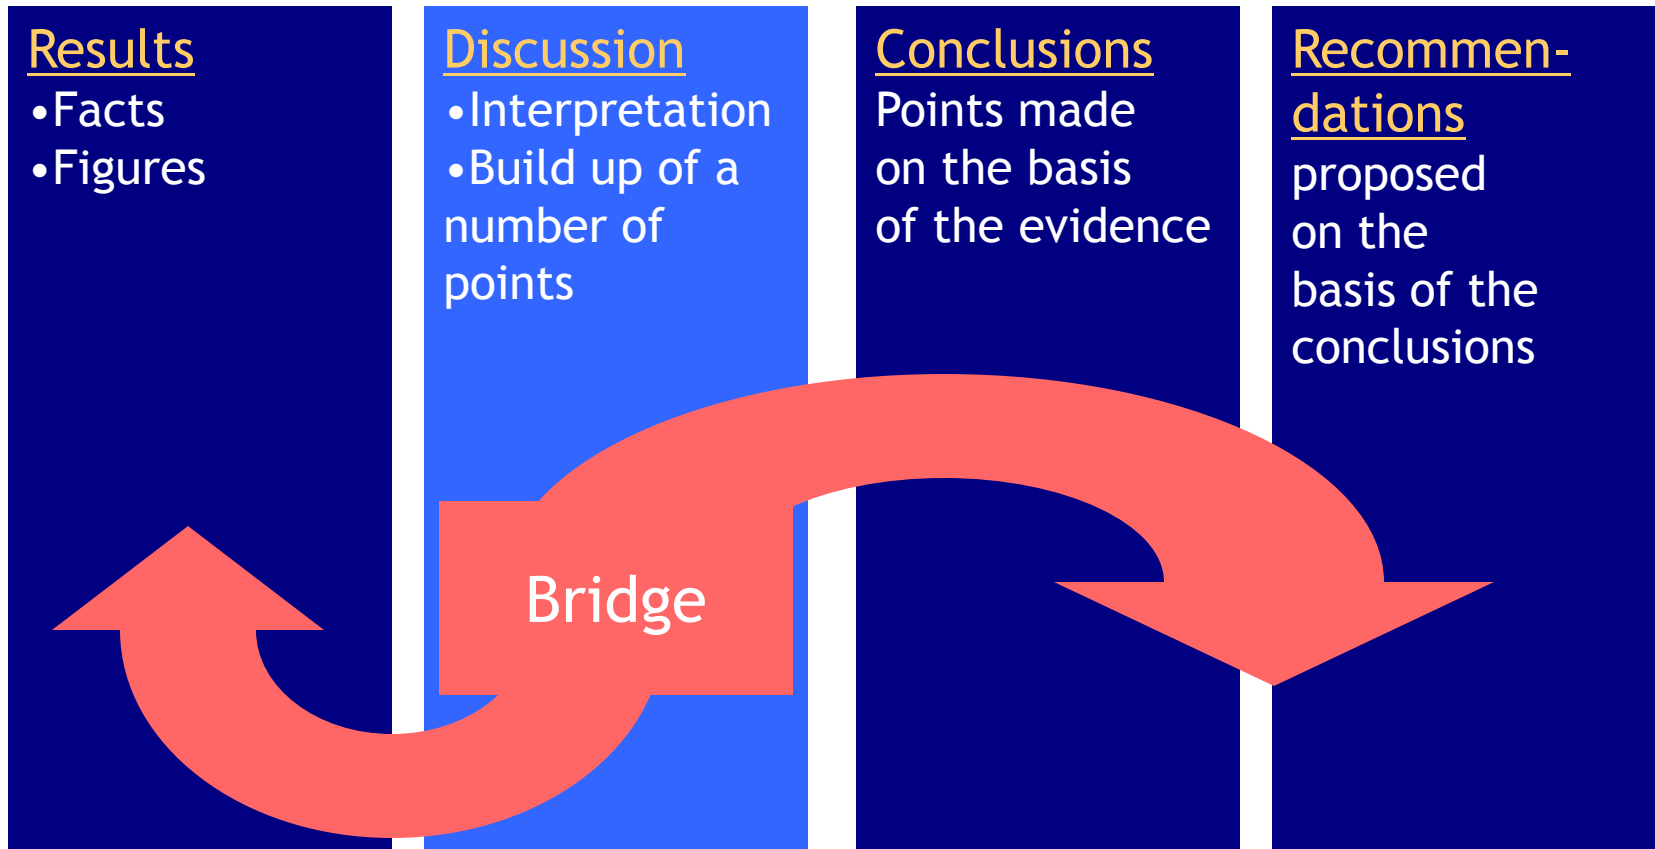 Results
•Facts
•Figures
Discussion
•Interpretation
•Build up of a
number of
points
Conclusions
Points made
on the basis
of the evidence
Recommen-
dations
proposed
on the
basis of the
conclusions
Bridge